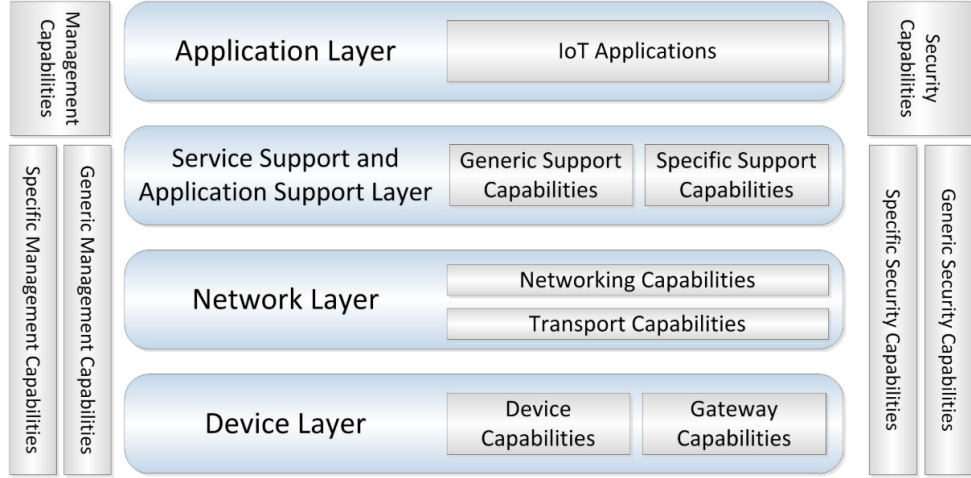 Management
Capabilities
Specific Management Capabilities
Generic Management Capabilities
Application Layer
IoT Applications
Service Support and
Application Support Layer
Generic Support
Capabilities
Specific Support
Capabilities
Network Layer
Networking Capabilities
Transport Capabilities
Device Layer
Device
Capabilities
Gateway
Capabilities
Security
Capabilities
Specific Security Capabilities
Generic Security Capabilities